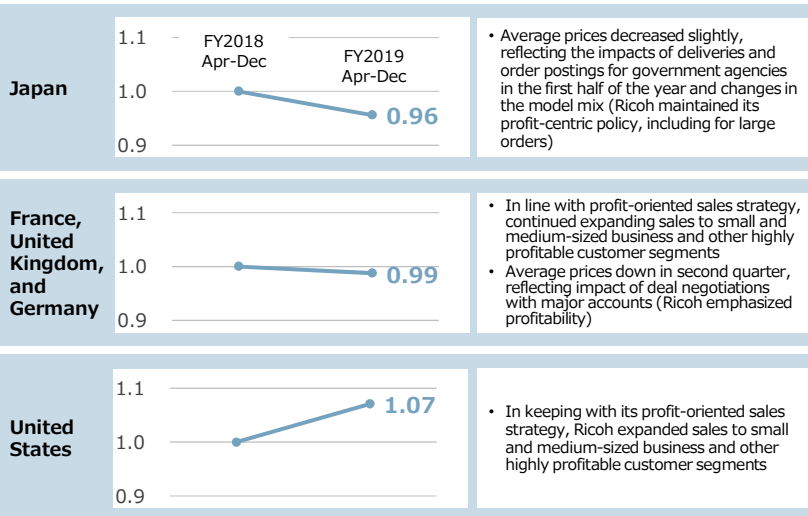 Japan
1.1
1.0
0.9
FY2018
Apr-Dec
FY2019
Apr-Dec
0.96
• Average prices decreased slightly,
reflecting the impacts of deliveries and
order postings for government agencies
in the first half of the year and changes in
the model mix (Ricoh maintained its
profit-centric policy, including for large
orders)
France,
United
Kingdom,
and
Germany
1.1
1.0
0.9
0.99
• In line with profit-oriented sales strategy,
continued expanding sales to small and
medium-sized business and other highly
profitable customer segments
• Average prices down in second quarter,
reflecting impact of deal negotiations
with major accounts (Ricoh emphasized
profitability)
United
States
1.1
1.0
0.9
1.07
• In keeping with its profit-oriented sales
strategy, Ricoh expanded sales to small
and medium-sized business and other
highly profitable customer segments